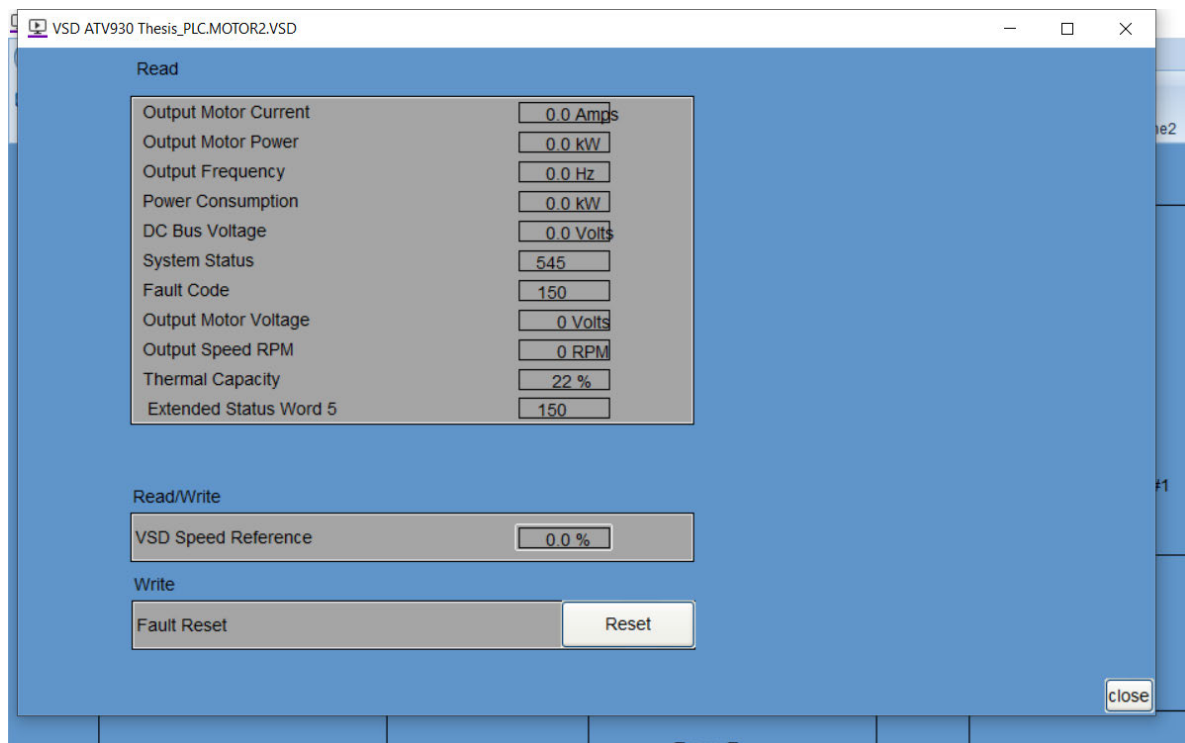 VSD ATV930 Thesis_PLC.MOTOR2.VSD
Read
Output Motor Current 0.0 Amps
Output Motor Power 0.0 kW
Output Frequency 0.0 Hz
Power Consumption 0.0 kW
DC Bus Voltage 0.0 Volts
System Status 545
Fault Code 150
Output Motor Voltage 0 Volts
Output Speed RPM 0 RPM
Thermal Capacity 22 %
Extended Status Word 5 150
Read/Write
VSD Speed Reference 0.0 %
Write
Fault Reset Reset
close
#1